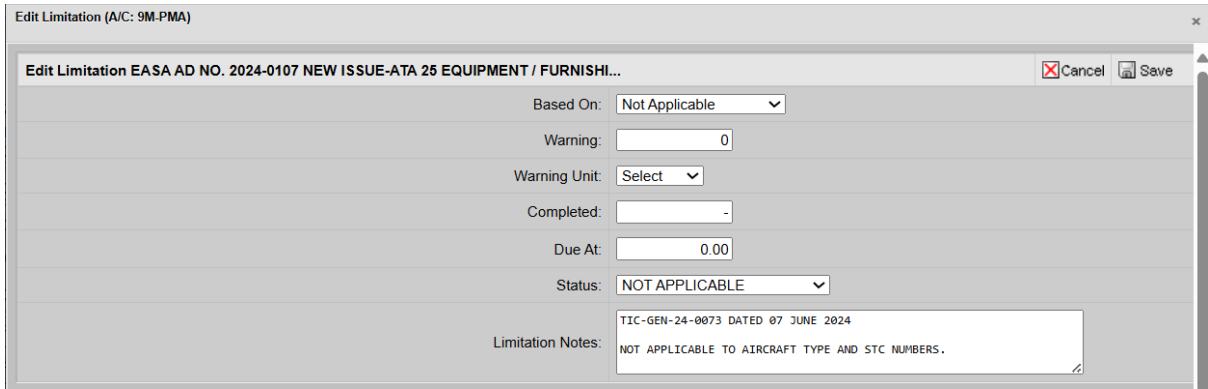 Edit Limitation (A/C: 9M-PMA)
×
Edit Limitation EASA AD NO. 2024-0107 NEW ISSUE-ATA 25 EQUIPMENT / FURNISHI...
Cancel Save
Based On: Not Applicable
Warning: 0
Warning Unit: Select
Completed: -
Due At: 0.00
Status: NOT APPLICABLE
Limitation Notes:
TIC-GEN-24-0073 DATED 07 JUNE 2024
NOT APPLICABLE TO AIRCRAFT TYPE AND STC NUMBERS.